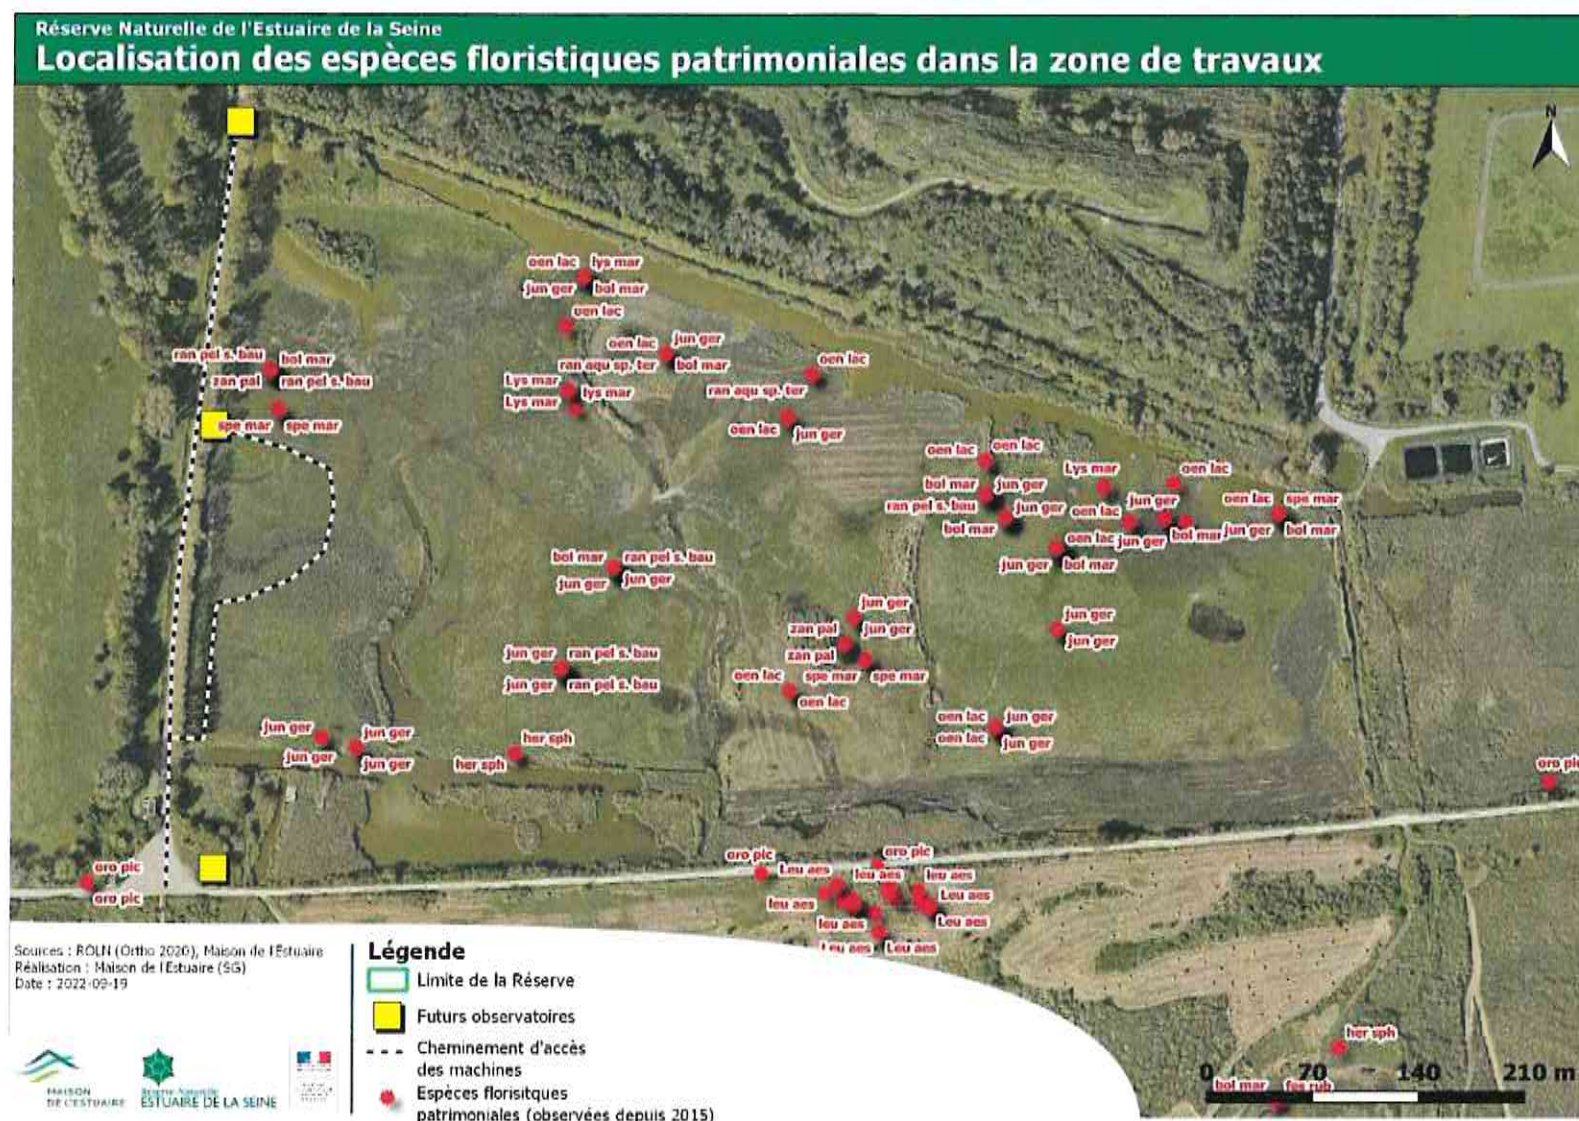 Réserve Naturelle de l'Estuaire de la Seine
Localisation des espèces floristiques patrimoniales dans la zone de travaux
N
oen lac lys mar
jun ger bol mar
oen lac
oen lac jun ger
ran aqu sp. ter bol mar
oen lac
ran aqu sp. ter
ran pel s. bau bol mar
zan pal ran pel s. bau
Lys mar lys mar
Lys mar
spe mar spe mar
oen lac jun ger
oen lac oen lac
Lys mar oen lac
bol mar jun ger
ran pel s. bau jun ger
bol mar
oen lac jun ger
oen lac spe mar
oen lac jun ger bol mar jun ger bol mar
jun ger bol mar
bol mar ran pel s. bau
jun ger jun ger
jun ger
zan pal jun ger
zan pal
jun ger
jun ger
jun ger ran pel s. bau
jun ger ran pel s. bau
oen lac spe mar spe mar
oen lac
oen lac jun ger
oen lac jun ger
jun ger jun ger
jun ger jun ger
her sph
her sph
oro pic
oro pic
oro pic
oro pic Leu aes oro pic
leu aes leu aes
leu aes Leu aes
leu aes Leu aes
Leu aes Leu aes
her sph
bol mar fes rub
0 70 140 210 m
Sources : ROLN (Ortho 2020), Maison de l'Estuaire
Réalisation : Maison de l'Estuaire (SG)
Date : 2022-09-19
Légende
Limite de la Réserve
Futurs observatoires
Cheminement d'accès
des machines
Espèces florisitques
patrimoniales (observées depuis 2015)
MAISON
DE L'ESTUAIRE
Réserve Naturelle
ESTUAIRE DE LA SEINE